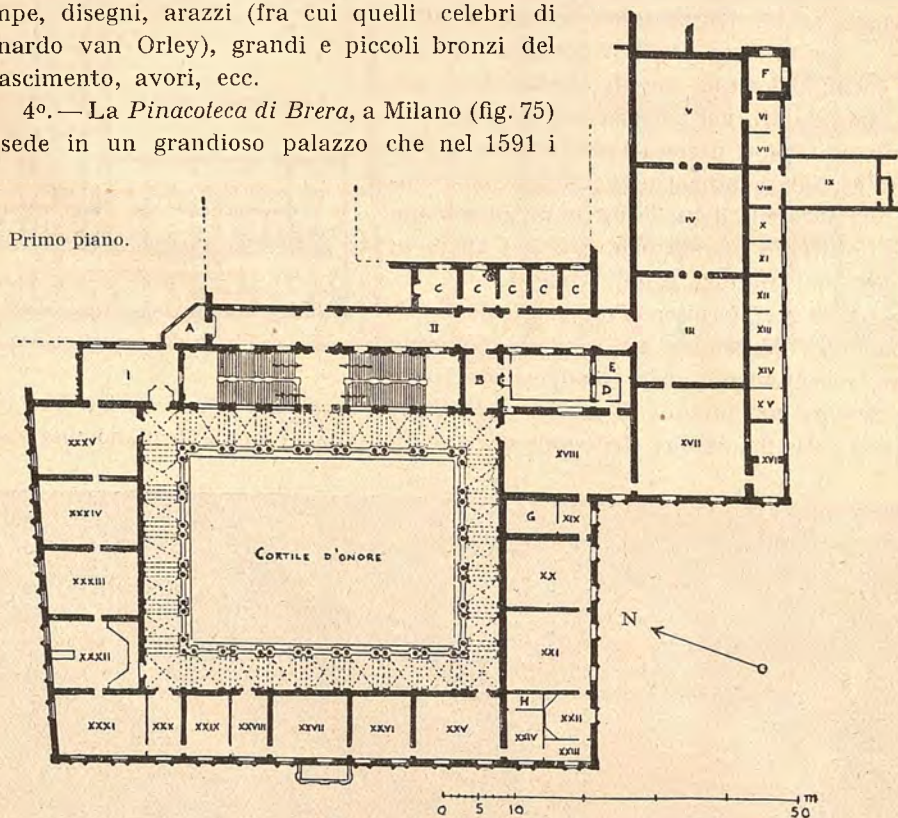 mpe, disegni, arazzi (fra cui quelli celebri di
nardo van Orley), grandi e piccoli bronzi del
ascimento, avori, ecc.
4º. — La Pinacoteca di Brera, a Milano (fig. 75)
sede in un grandioso palazzo che nel 1591 i
Primo piano.
F
V
VI
VII
VIII
IX
IV
X
XI
C C C C C
XII
A
II
III
XIII
I
B
E
D
XIV
XV
XXXV
XVIII
XVII
XVI
XXXIV
G
XIX
CORTILE D'ONORE
XXXIII
XX
N
XXXII
XXI
H
XXXI
XXX
XXIX
XXVIII
XXVII
XXVI
XXV
XXIV
XXII
XXIII
m
0 5 10 50